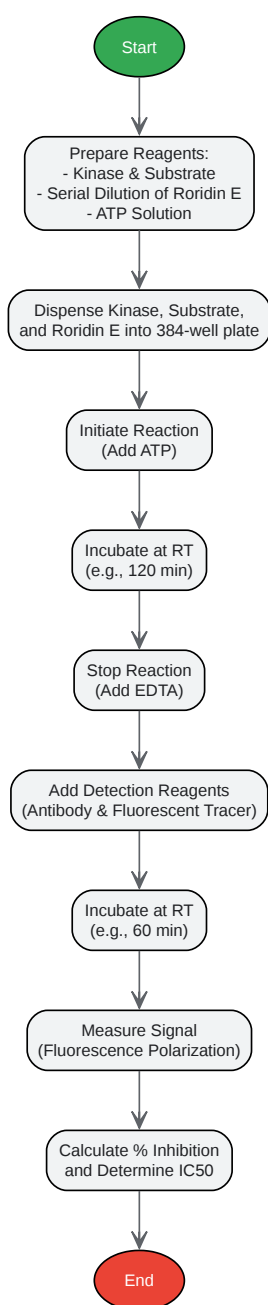 Start
Prepare Reagents:
- Kinase & Substrate
- Serial Dilution of Roridin E
- ATP Solution
Dispense Kinase, Substrate,
and Roridin E into 384-well plate
Initiate Reaction
(Add ATP)
Incubate at RT
(e.g., 120 min)
Stop Reaction
(Add EDTA)
Add Detection Reagents
(Antibody & Fluorescent Tracer)
Incubate at RT
(e.g., 60 min)
Measure Signal
(Fluorescence Polarization)
Calculate % Inhibition
and Determine IC50
End